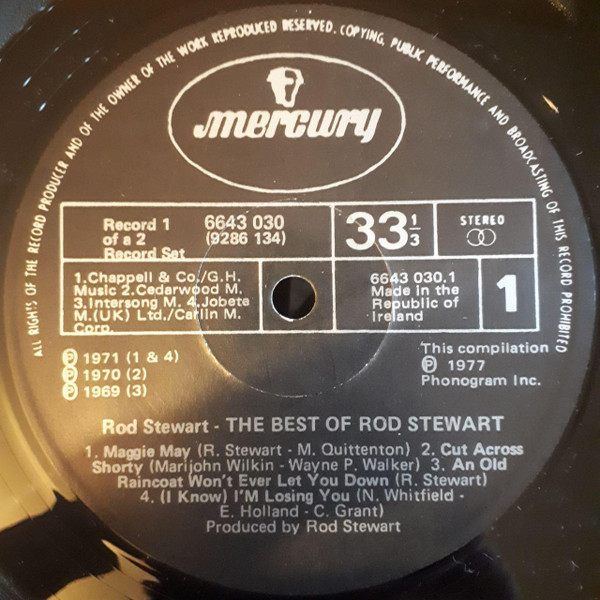 ALL RIGHTS OF THE RECORD PRODUCER AND OF THE OWNER OF THE WORK REPRODUCED RESERVED. COPYING, PUBLIC PERFORMANCE AND BROADCASTING OF THIS RECORD PROHIBITED
mercury
Record 1
of a 2
Record Set
6643 030
(9286 134)
33 1/3
STEREO
1.Chappell & Co./G.H.
Music 2.Cedarwood M.
3.Intersong M. 4.Jobete
M.(UK) Ltd./Carlin M.
Corp.
6643 030.1
Made in the
Republic of
Ireland
1
Ⓟ 1971 (1 & 4)
Ⓟ 1970 (2)
Ⓟ 1969 (3)
This compilation
Ⓟ 1977
Phonogram Inc.
Rod Stewart - THE BEST OF ROD STEWART
1. Maggie May (R. Stewart - M. Quittenton) 2. Cut Across
Shorty (Marijohn Wilkin - Wayne P. Walker) 3. An Old
Raincoat Won't Ever Let You Down (R. Stewart)
4. (I Know) I'M Losing You (N. Whitfield -
E. Holland - C. Grant)
Produced by Rod Stewart